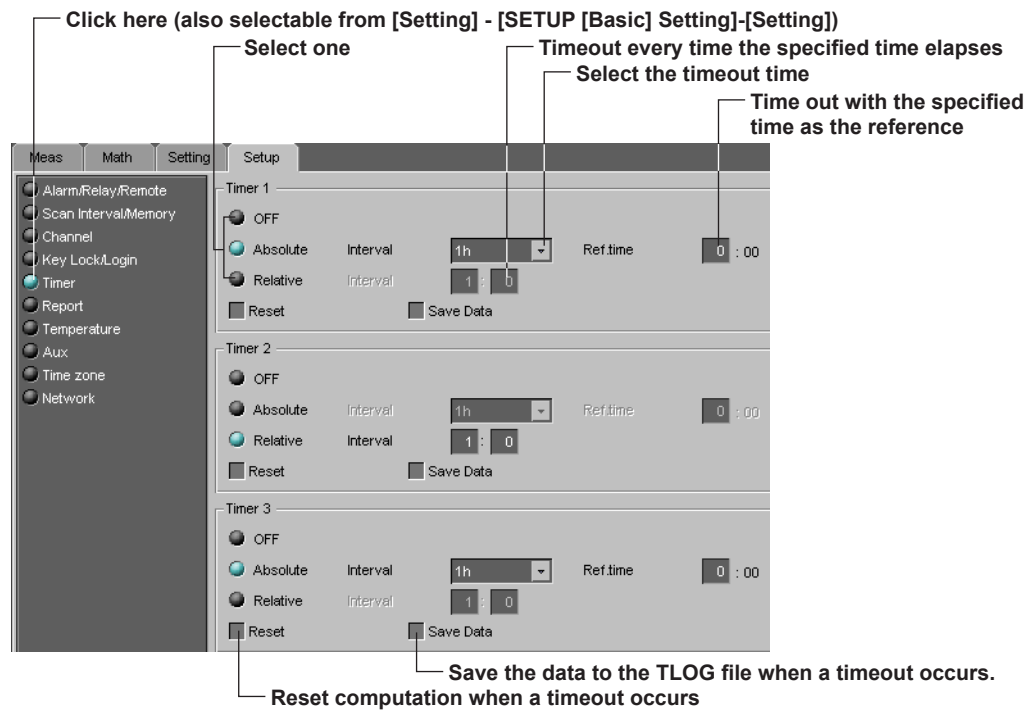 Click here (also selectable from [Setting] - [SETUP [Basic] Setting]-[Setting])
Select one
Timeout every time the specified time elapses
Select the timeout time
Time out with the specified
time as the reference
Meas Math Setting Setup
Alarm/Relay/Remote
Scan Interval/Memory
Channel
Key Lock/Login
Timer
Report
Temperature
Aux
Time zone
Network
Timer 1
OFF
Absolute Interval 1h Ref.time 0 : 00
Relative Interval 1 : 0
Reset Save Data
Timer 2
OFF
Absolute Interval 1h Ref.time 0 : 00
Relative Interval 1 : 0
Reset Save Data
Timer 3
OFF
Absolute Interval 1h Ref.time 0 : 00
Relative Interval 1 : 0
Reset Save Data
Save the data to the TLOG file when a timeout occurs.
Reset computation when a timeout occurs